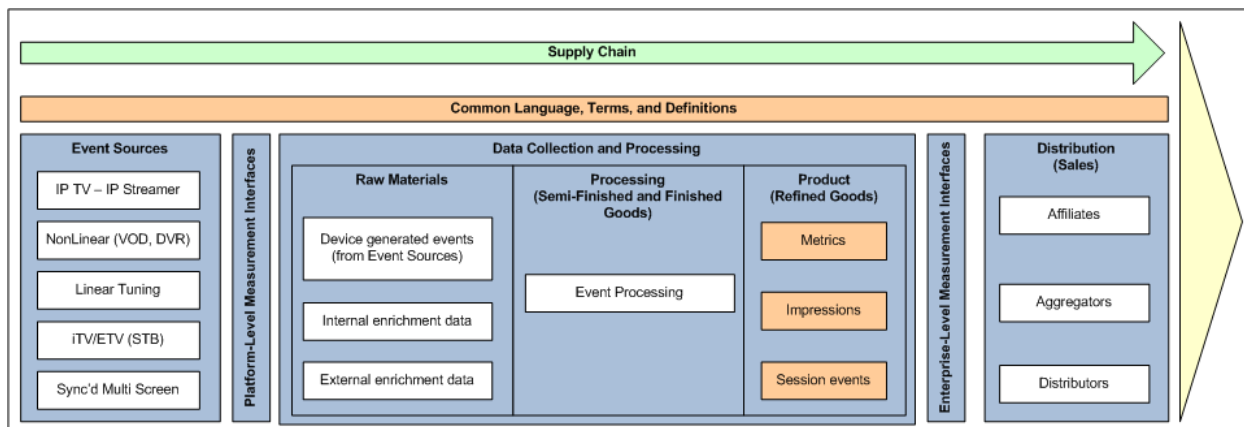 Supply Chain
Common Language, Terms, and Definitions
Event Sources
IP TV – IP Streamer
NonLinear (VOD, DVR)
Linear Tuning
iTV/ETV (STB)
Sync'd Multi Screen
Platform-Level Measurement Interfaces
Data Collection and Processing
Raw Materials
Device generated events
(from Event Sources)
Internal enrichment data
External enrichment data
Processing
(Semi-Finished and Finished
Goods)
Event Processing
Product
(Refined Goods)
Metrics
Impressions
Session events
Enterprise-Level Measurement Interfaces
Distribution
(Sales)
Affiliates
Aggregators
Distributors